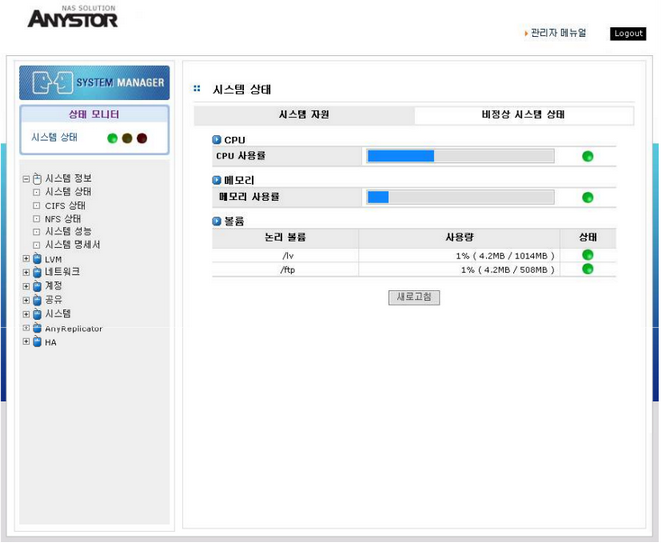 NAS SOLUTION
ANYSTOR
관리자 메뉴얼
Logout
SYSTEM MANAGER
상태 모니터
시스템 상태
시스템 정보
시스템 상태
CIFS 상태
NFS 상태
시스템 성능
시스템 명세서
LVM
네트워크
계정
공유
시스템
AnyReplicator
HA
시스템 상태
시스템 자원 비정상 시스템 상태
CPU
CPU 사용률
메모리
메모리 사용률
볼륨
논리 볼륨 사용량 상태
/lv 1% ( 4.2MB / 1014MB )
/ftp 1% ( 4.2MB / 508MB )
새로고침